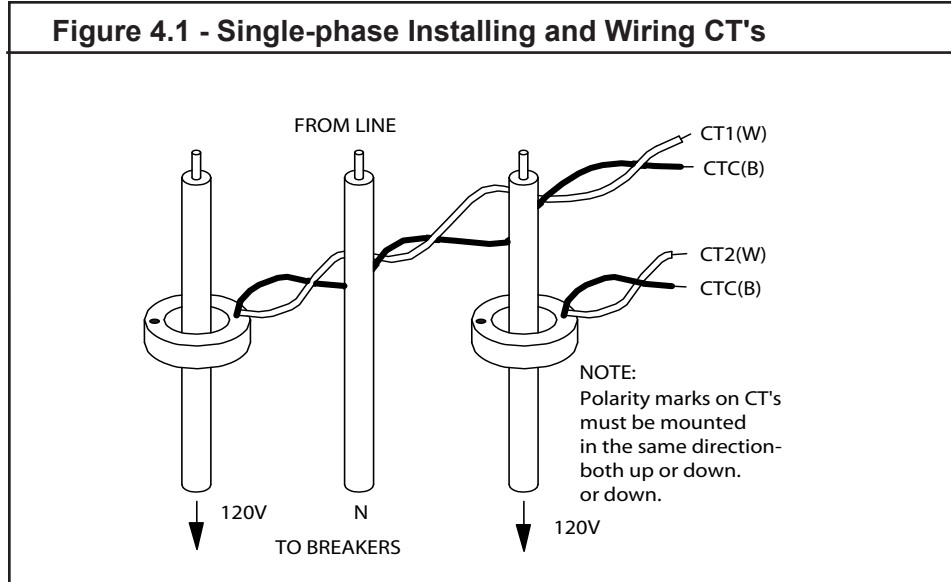 Figure 4.1 - Single-phase Installing and Wiring CT's
FROM LINE
CT1(W)
CTC(B)
CT2(W)
CTC(B)
NOTE:
Polarity marks on CT's
must be mounted
in the same direction-
both up or down.
or down.
120V
N
120V
TO BREAKERS